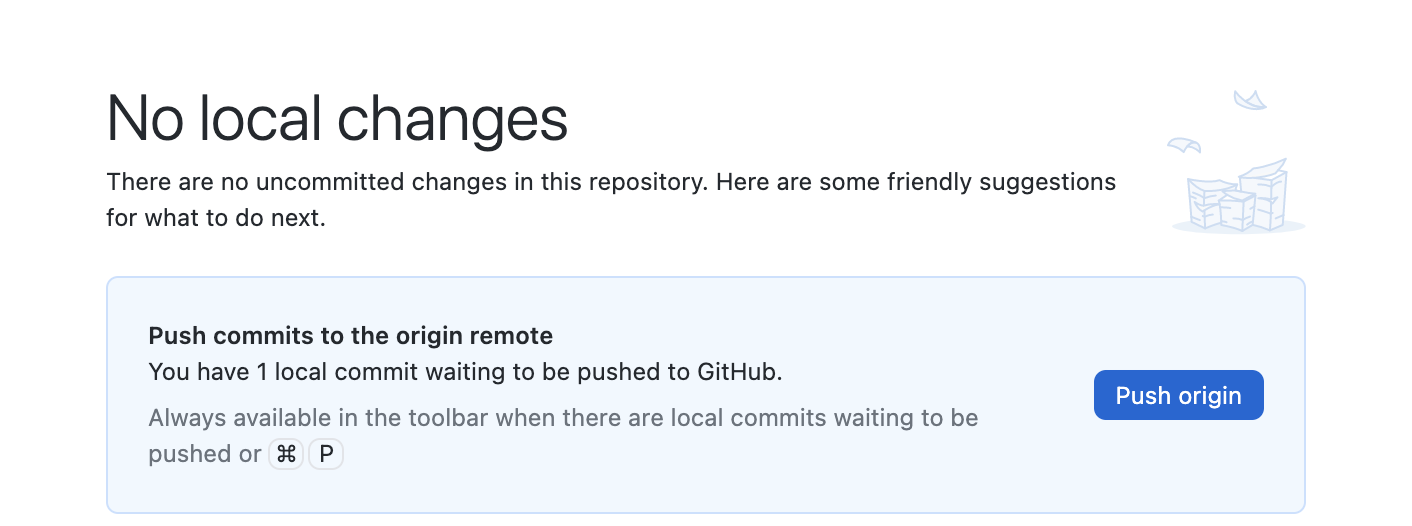 No local changes
There are no uncommitted changes in this repository. Here are some friendly suggestions
for what to do next.
Push commits to the origin remote
You have 1 local commit waiting to be pushed to GitHub.
Push origin
Always available in the toolbar when there are local commits waiting to be
pushed or ⌘ P